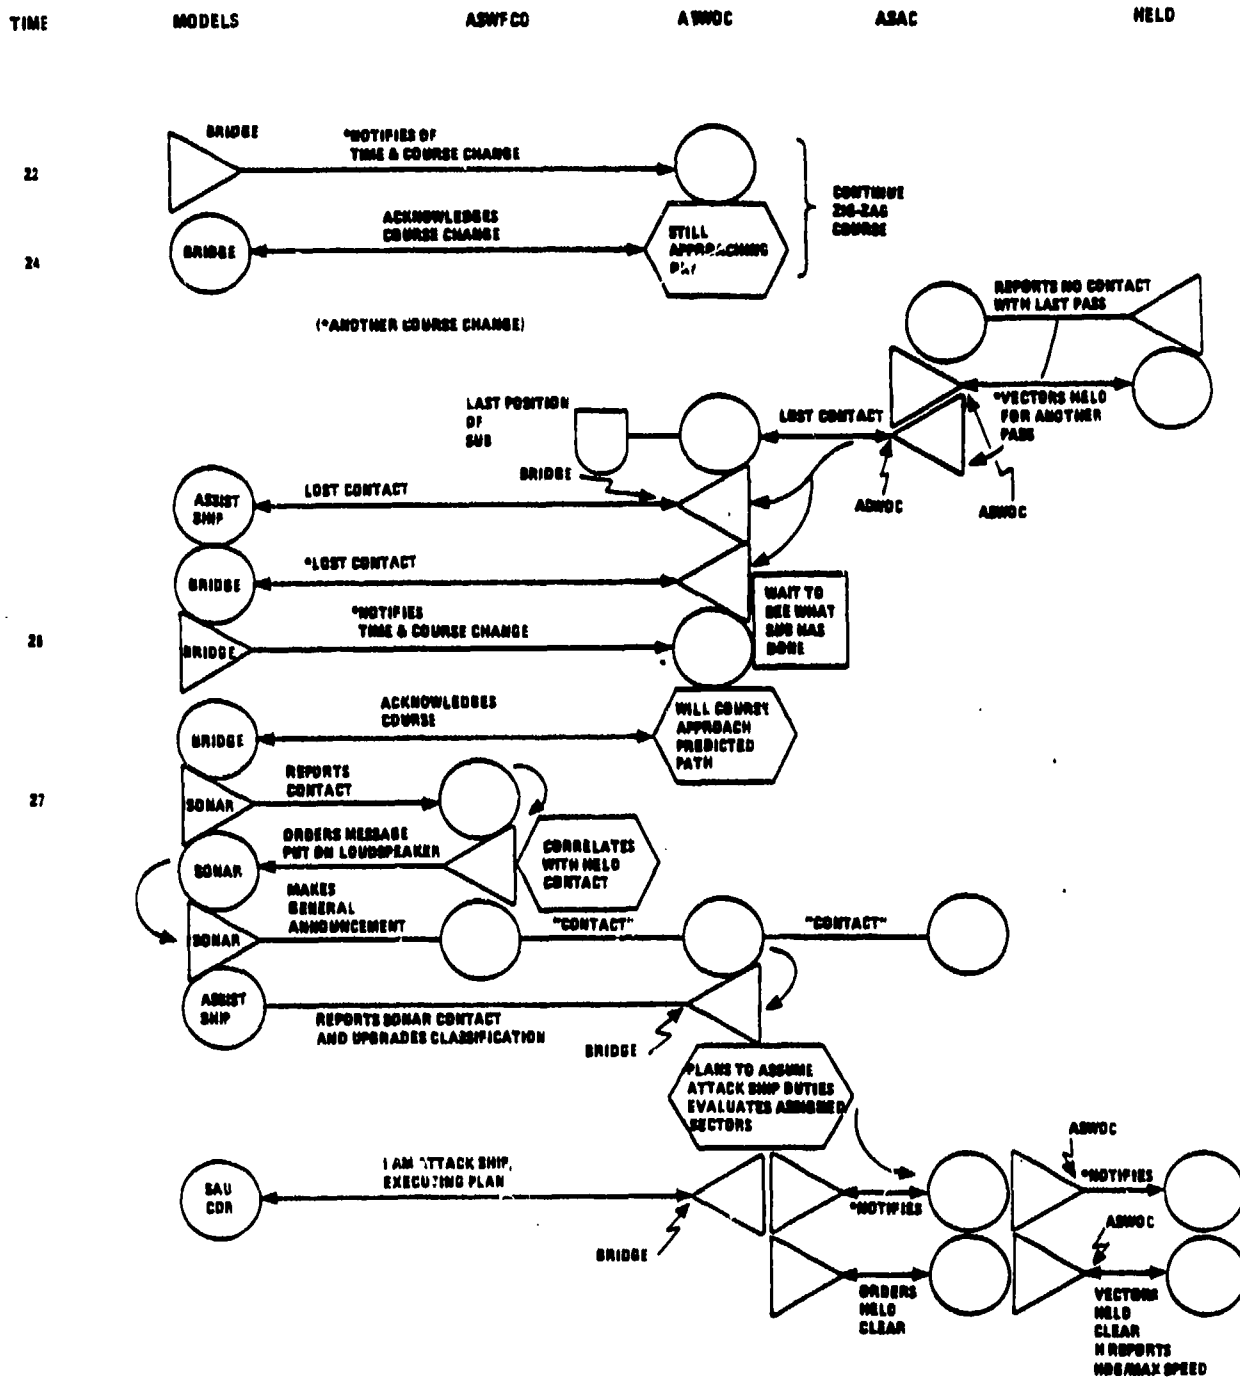 TIME MODELS ASWFCO ASWOC ASAC HELO
BRIDGE
*NOTIFIES OF
TIME & COURSE CHANGE
22
CONTINUE
ZIG-ZAG
COURSE
ACKNOWLEDGES
COURSE CHANGE
BRIDGE
STILL
APPROACHING
24
(*ANOTHER COURSE CHANGE)
REPORTS NO CONTACT
WITH LAST PASS
*VECTORS HELO
FOR ANOTHER
PASS
LAST POSITION
OF
SUB
LOST CONTACT
BRIDGE
ASWOC
ASWOC
ASSIST
SHIP
LOST CONTACT
BRIDGE
*LOST CONTACT
WAIT TO
SEE WHAT
SUB HAS
DONE
*NOTIFIES
TIME & COURSE CHANGE
BRIDGE
ACKNOWLEDGES
COURSE
BRIDGE
WILL COURSE
APPROACH
PREDICTED
PATH
27
REPORTS
CONTACT
SONAR
ORDERS MESSAGE
PUT ON LOUDSPEAKER
SONAR
CORRELATES
WITH HELO
CONTACT
MAKES
GENERAL
ANNOUNCEMENT
SONAR
"CONTACT"
"CONTACT"
ASSIST
SHIP
REPORTS SONAR CONTACT
AND UPGRADES CLASSIFICATION
BRIDGE
PLANS TO ASSUME
ATTACK SHIP DUTIES
EVALUATES ASSIGNED
SECTORS
ASWOC
I AM ATTACK SHIP,
EXECUTING PLAN
SAU
CDR
*NOTIFIES
*NOTIFIES
ASWOC
BRIDGE
ORDERS
HELO
CLEAR
VECTORS
HELO
CLEAR
H REPORTS
HDG/MAX SPEED